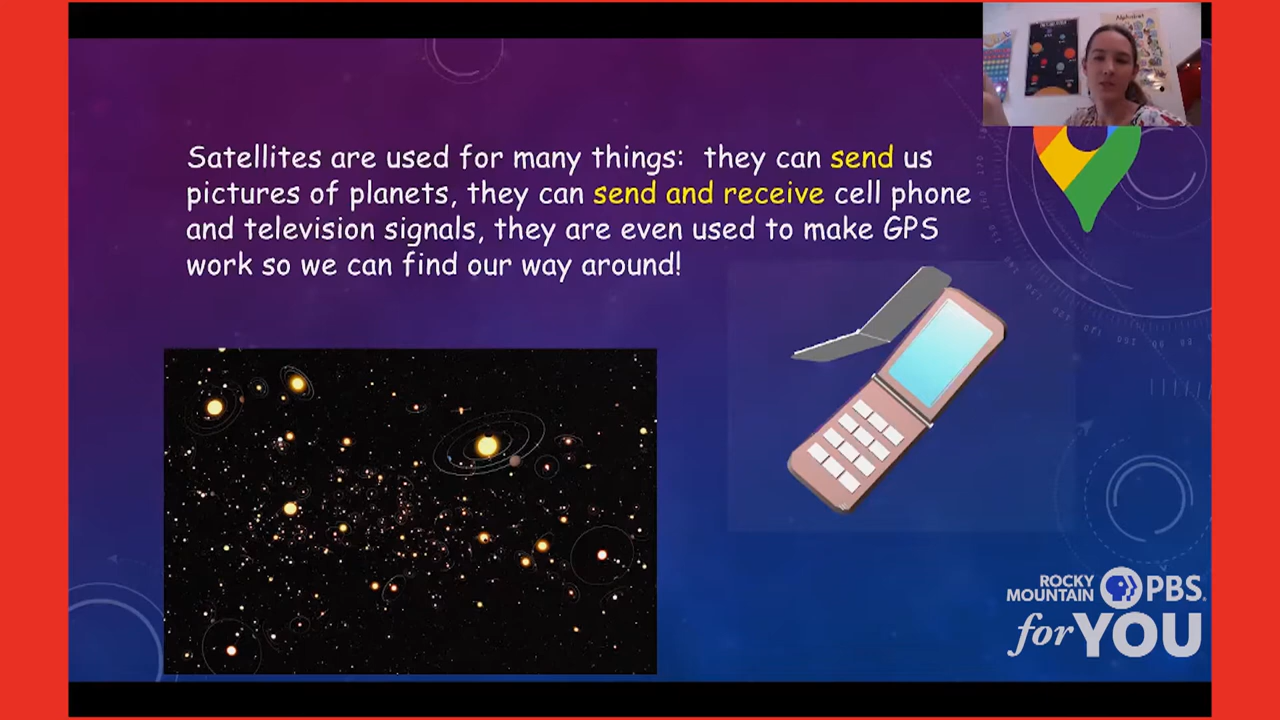 Satellites are used for many things: they can send us
pictures of planets, they can send and receive cell phone
and television signals, they are even used to make GPS
work so we can find our way around!
ROCKY
MOUNTAIN PBS
for YOU